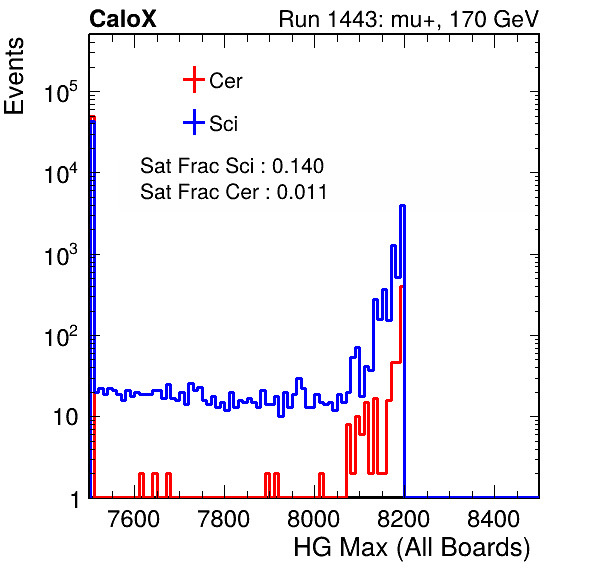 CaloX Run 1443: mu+, 170 GeV
Events
Cer
Sci
Sat Frac Sci : 0.140
Sat Frac Cer : 0.011
10^5
10^4
10^3
10^2
10
1
7600 7800 8000 8200 8400
HG Max (All Boards)